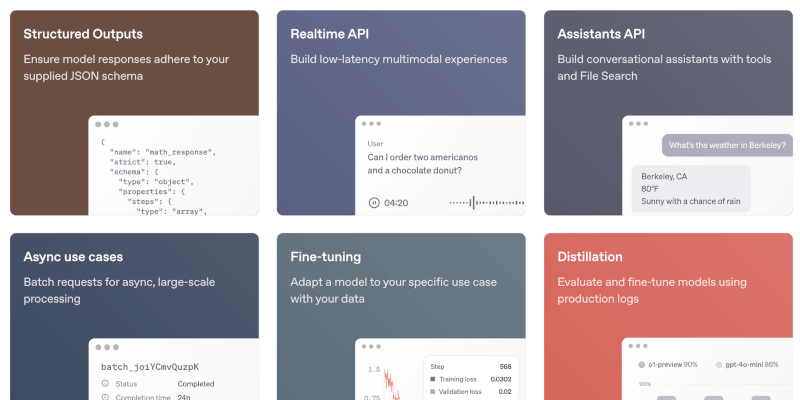 Structured Outputs
Ensure model responses adhere to your
supplied JSON schema
{
"name": "math_response",
"strict": true,
"schema": {
"type": "object",
"properties": {
"steps": {
"type": "array",
Realtime API
Build low-latency multimodal experiences
User
Can I order two americanos
and a chocolate donut?
04:20
Assistants API
Build conversational assistants with tools
and File Search
What's the weather in Berkeley?
Berkeley, CA
80°F
Sunny with a chance of rain
Async use cases
Batch requests for async, large-scale
processing
batch_joiYCmvQuzpK
Status Completed
Completion time 24h
Fine-tuning
Adapt a model to your specific use case
with your data
1.5
0.75
Step 568
Training loss 0.0302
Validation loss 0.02
Distillation
Evaluate and fine-tune models using
production logs
o1-preview 90% gpt-4o-mini 86%
100%